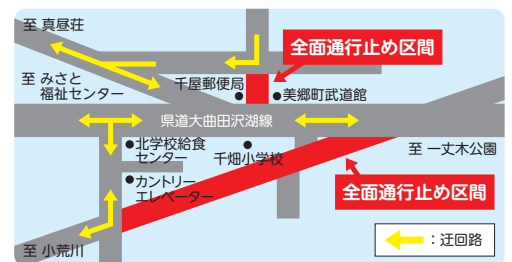 至 真昼荘
全面通行止め区間
至 みさと
福祉センター
千屋郵便局
美郷町武道館
県道大曲田沢湖線
北学校給食
センター
千畑小学校
至 一丈木公園
カントリー
エレベーター
全面通行止め区間
至 小荒川
：迂回路